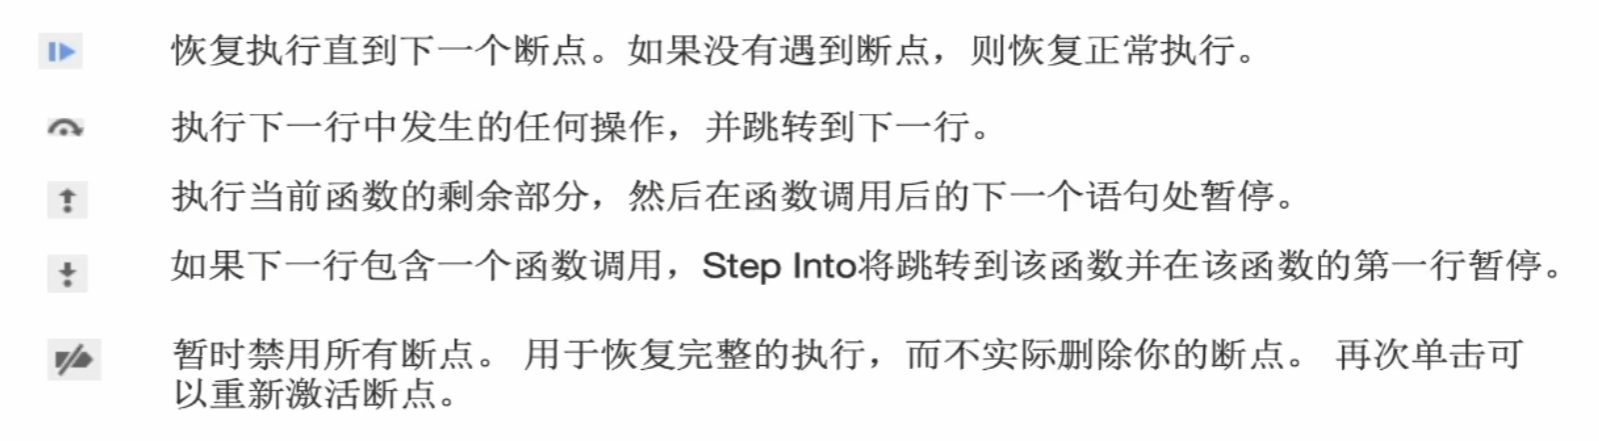 恢复执行直到下一个断点。如果没有遇到断点，则恢复正常执行。
执行下一行中发生的任何操作，并跳转到下一行。
执行当前函数的剩余部分，然后在函数调用后的下一个语句处暂停。
如果下一行包含一个函数调用，Step Into将跳转到该函数并在该函数的第一行暂停。
暂时禁用所有断点。 用于恢复完整的执行，而不实际删除你的断点。 再次单击可
以重新激活断点。